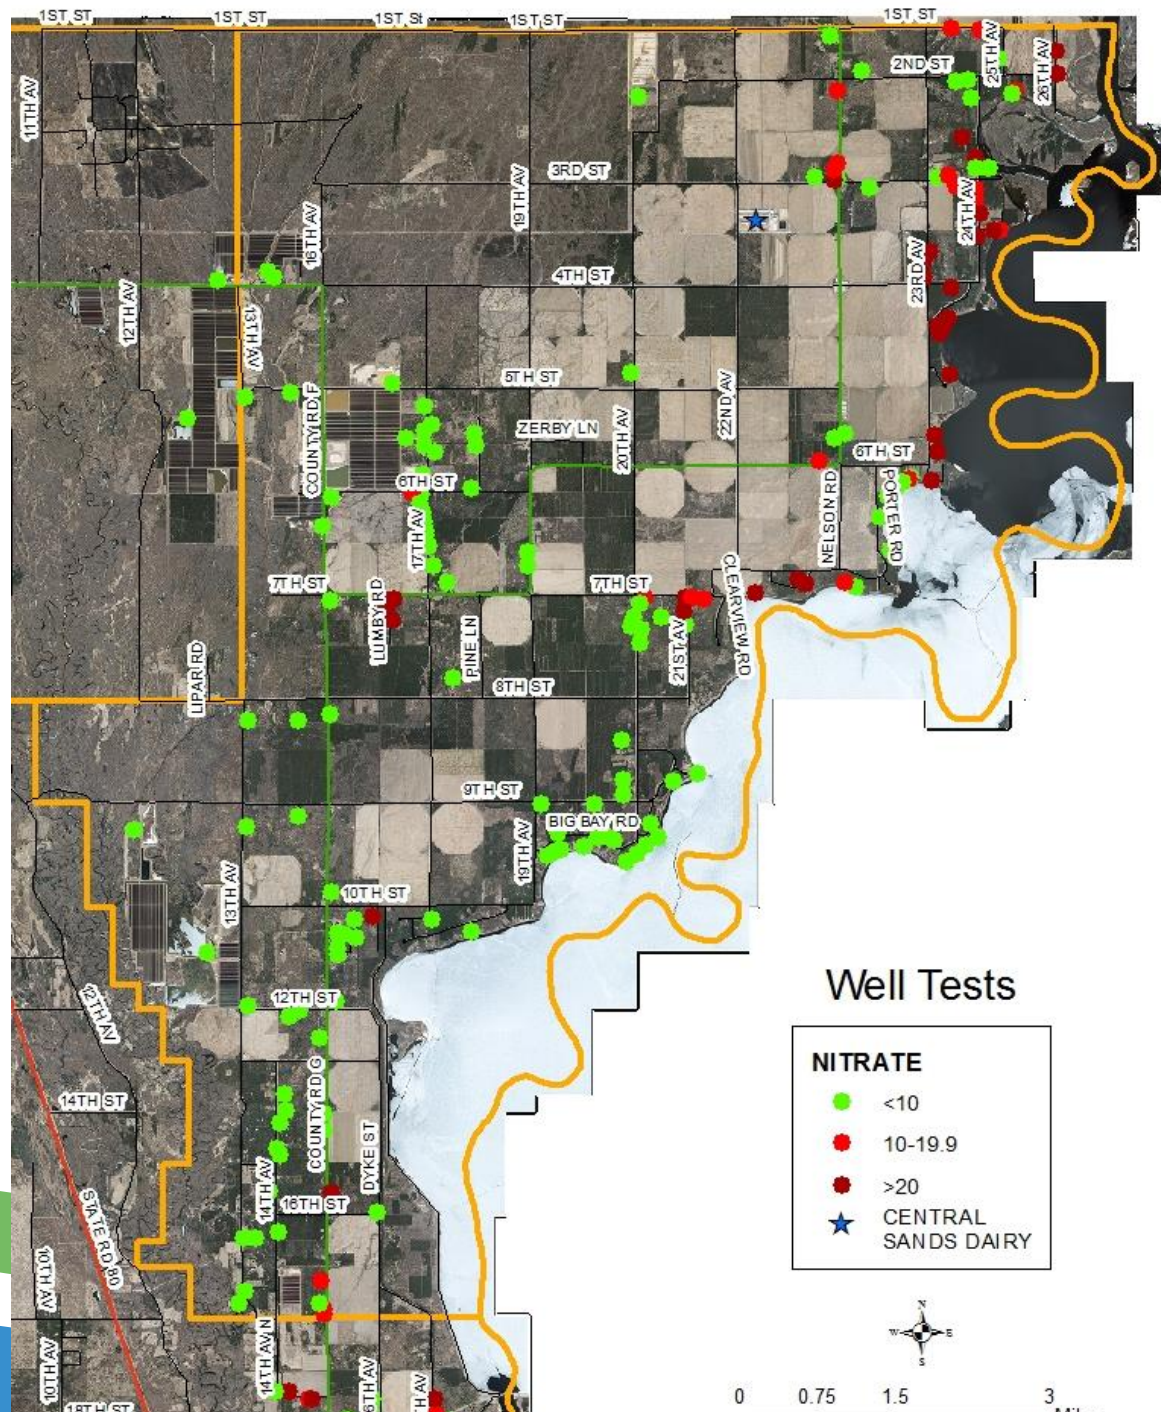 1ST ST
1ST ST
1ST St
1ST ST
1ST ST
11TH AV
2ND ST
25TH AV
26TH AV
3RD ST
19TH AV
16TH AV
24TH AV
23RD AV
4TH ST
12TH AV
13TH AV
5TH ST
22ND AV
COUNTY RD F
ZERBY LN
20TH AV
6TH ST
6TH ST
17TH AV
NELSON RD
PORTER RD
7TH ST
LUMBY RD
7TH ST
CLEARVIEW RD
PINE LN
21ST AV
LIPAR RD
8TH ST
9TH ST
BIG BAY RD
19TH AV
13TH AV
10TH ST
12TH AV
12TH ST
14TH ST
COUNTY RD G
DYKE ST
14TH AV
16TH ST
STATE RD 80
10TH AV
10TH AV
14TH AV N
18TH ST
Well Tests
NITRATE
<10
10-19.9
>20
CENTRAL
SANDS DAIRY
N
W E
S
0 0.75 1.5 3